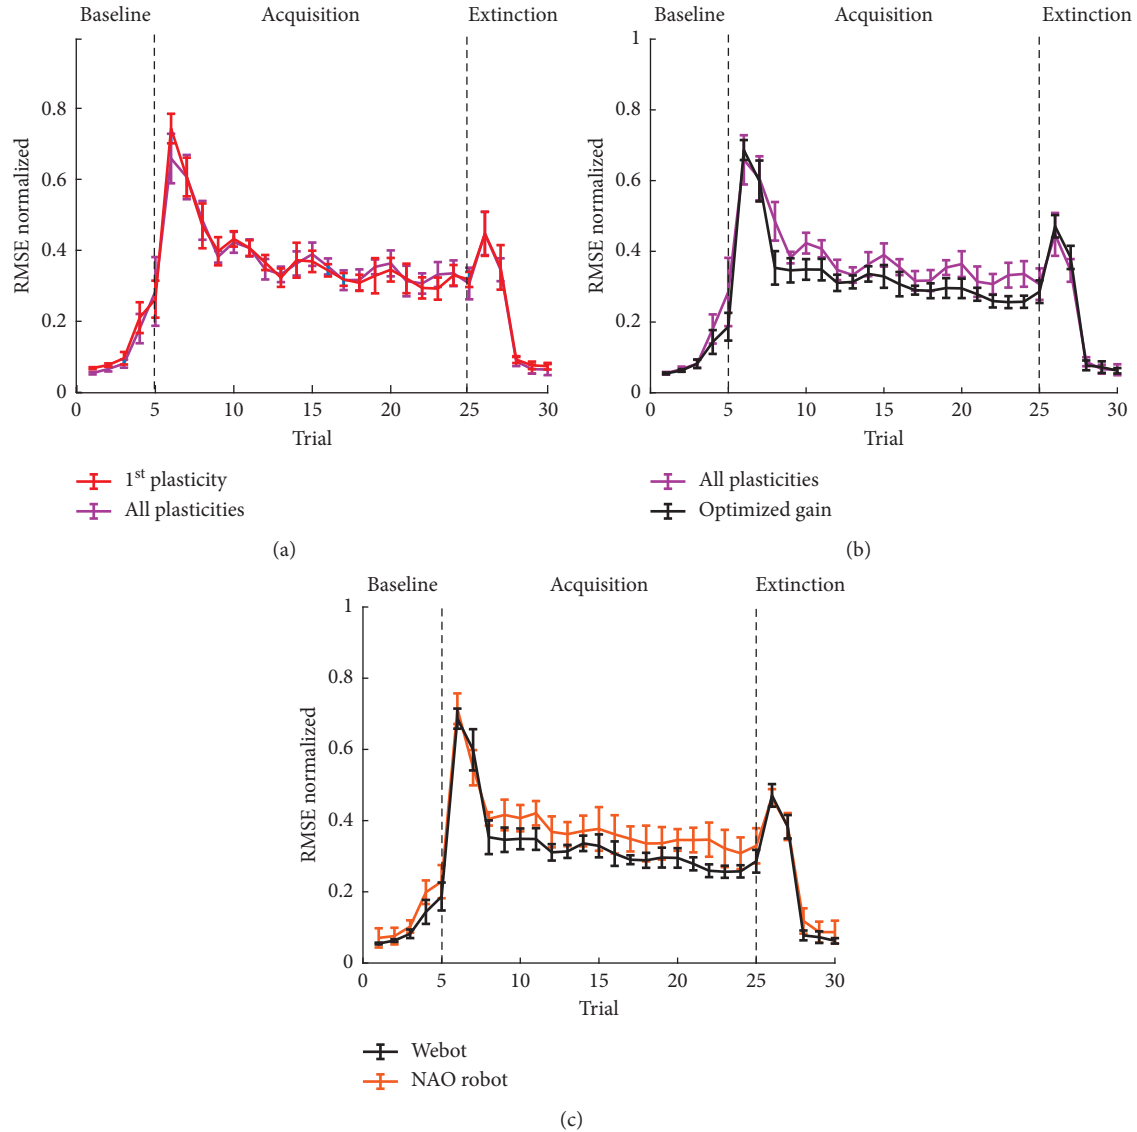 Baseline Acquisition Extinction
RMSE normalized
0.8
0.6
0.4
0.2
0
0 5 10 15 20 25 30
Trial
1st plasticity
All plasticities
(a)
Baseline Acquisition Extinction
RMSE normalized
1
0.8
0.6
0.4
0.2
0
0 5 10 15 20 25 30
Trial
All plasticities
Optimized gain
(b)
Baseline Acquisition Extinction
RMSE normalized
1
0.8
0.6
0.4
0.2
0
0 5 10 15 20 25 30
Trial
Webot
NAO robot
(c)